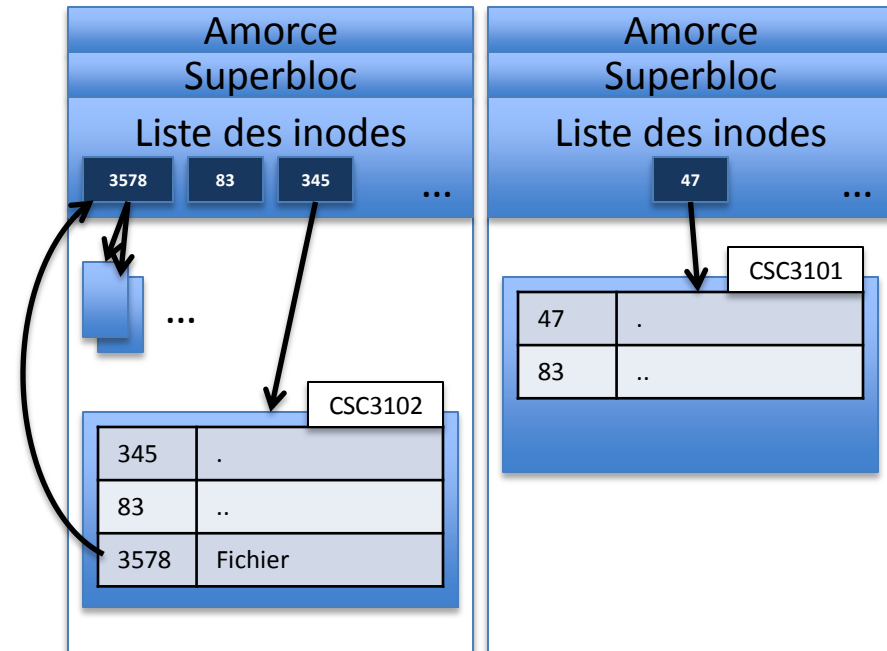 Amorce
Superbloc
Liste des inodes
3578 83 345 ...
...
CSC3102
345 .
83 ..
3578 Fichier
Amorce
Superbloc
Liste des inodes
47 ...
CSC3101
47 .
83 ..